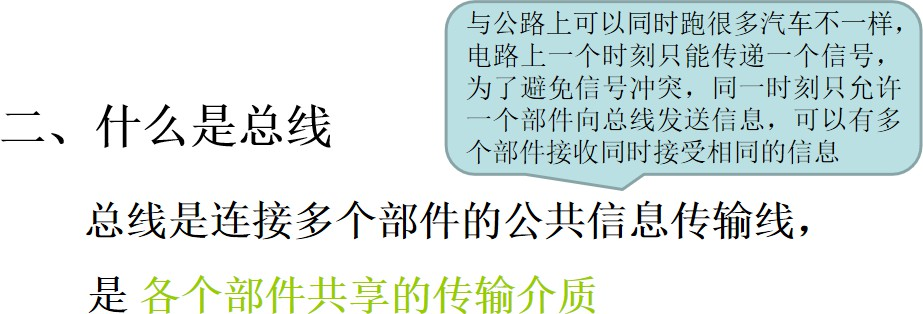 与公路上可以同时跑很多汽车不一样，
电路上一个时刻只能传递一个信号，
为了避免信号冲突，同一时刻只允许
一个部件向总线发送信息，可以有多
个部件接收同时接受相同的信息
二、什么是总线
总线是连接多个部件的公共信息传输线，
是 各个部件共享的传输介质